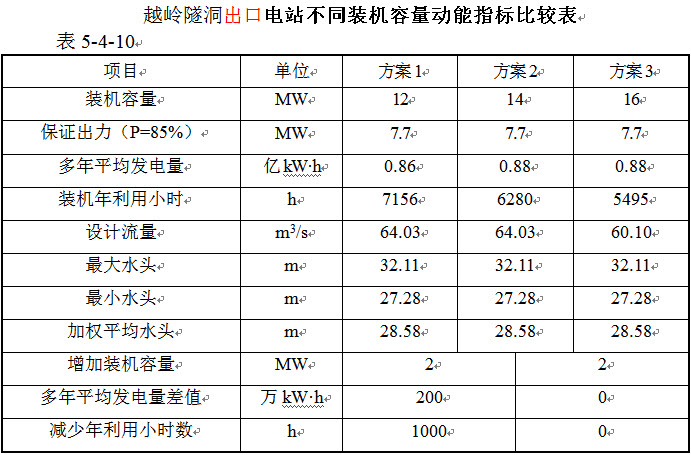 越岭隧洞出口电站不同装机容量动能指标比较表
表 5-4-10
项目 单位 方案 1 方案 2 方案 3
装机容量 MW 12 14 16
保证出力（P=85%） MW 7.7 7.7 7.7
多年平均发电量 亿 kW·h 0.86 0.88 0.88
装机年利用小时 h 7156 6280 5495
设计流量 m³/s 64.03 64.03 60.10
最大水头 m 32.11 32.11 32.11
最小水头 m 27.28 27.28 27.28
加权平均水头 m 28.58 28.58 28.58
增加装机容量 MW 2 2
多年平均发电量差值 万 kW·h 200 0
减少年利用小时数 h 1000 0